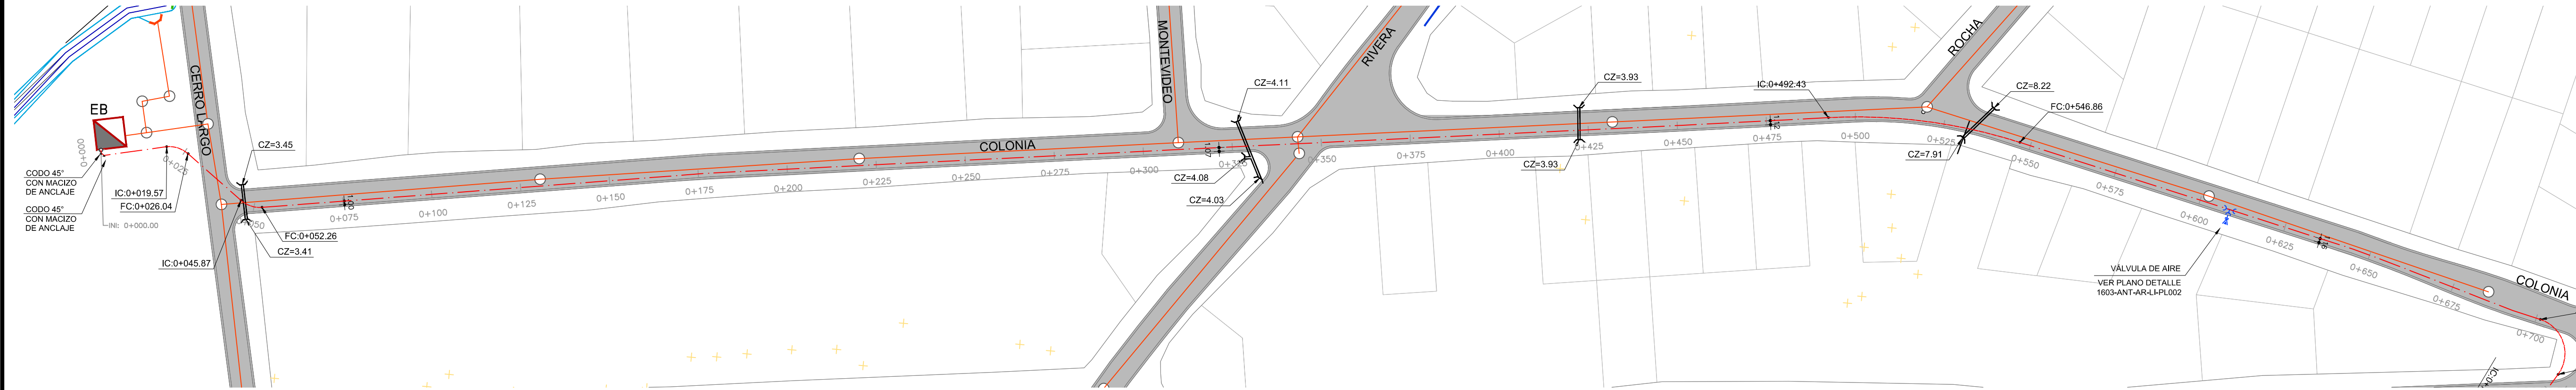 EB
0+000
CODO 45°
CON MACIZO
DE ANCLAJE
CODO 45°
CON MACIZO
DE ANCLAJE
INI: 0+000.00
IC:0+019.57
FC:0+026.04
0+025
CERRO LARGO
CZ=3.45
IC:0+045.87
FC:0+052.26
CZ=3.41
0+075
1.00
0+100
0+125
0+150
0+175
0+200
0+225
0+250
0+275
0+300
COLONIA
MONTEVIDEO
1.07
CZ=4.11
CZ=4.08
CZ=4.03
RIVERA
0+350
0+375
0+400
0+425
0+450
0+475
0+500
0+525
CZ=3.93
CZ=3.93
IC:0+492.43
1.12
ROCHA
CZ=8.22
FC:0+546.86
CZ=7.91
0+550
0+575
0+600
0+625
0+650
0+675
0+700
VÁLVULA DE AIRE
VER PLANO DETALLE
1603-ANT-AR-LI-PL002
COLONIA